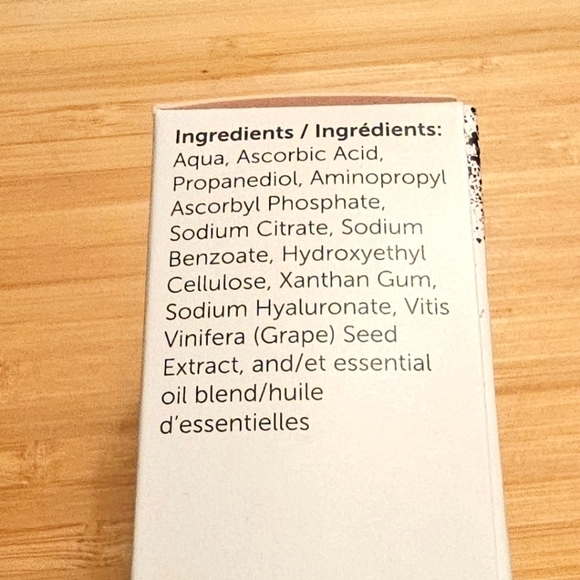 Ingredients / Ingrédients:
Aqua, Ascorbic Acid,
Propanediol, Aminopropyl
Ascorbyl Phosphate,
Sodium Citrate, Sodium
Benzoate, Hydroxyethyl
Cellulose, Xanthan Gum,
Sodium Hyaluronate, Vitis
Vinifera (Grape) Seed
Extract, and/et essential
oil blend/huile
d'essentielles